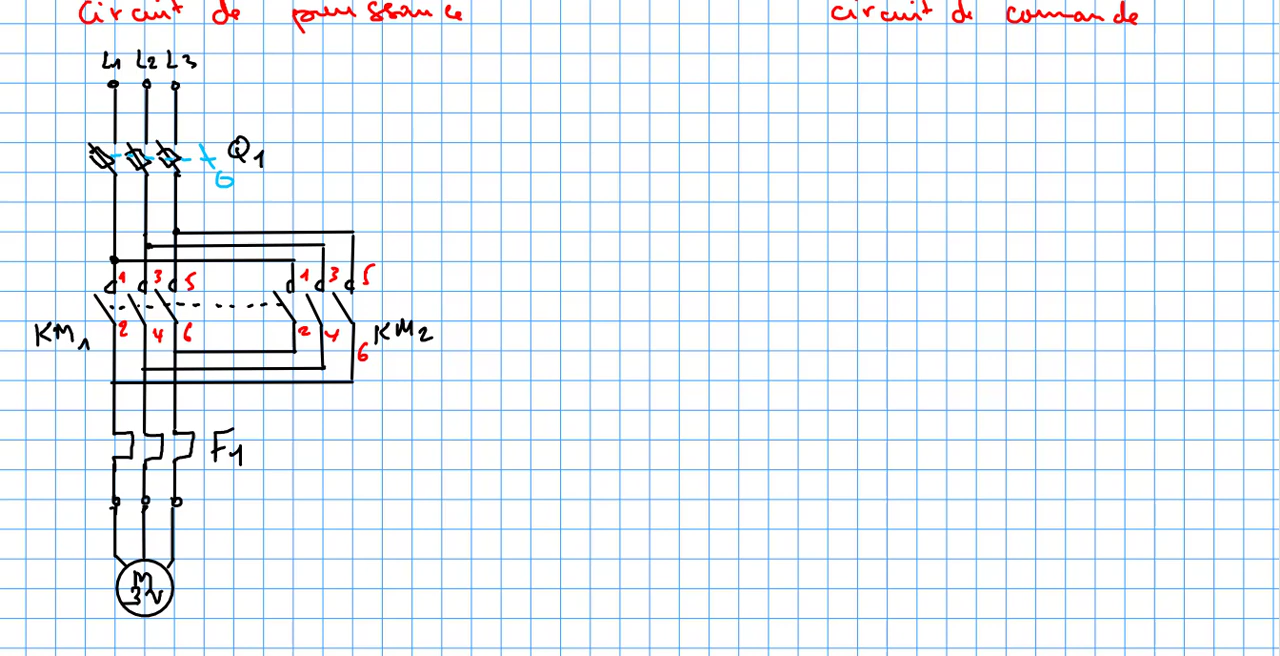 Circuit de puissance
circuit de comande
L1 L2 L3
Q1
1 3 5 1 3 5
KM1 2 4 6 2 4 6 KM2
F1
M
3~